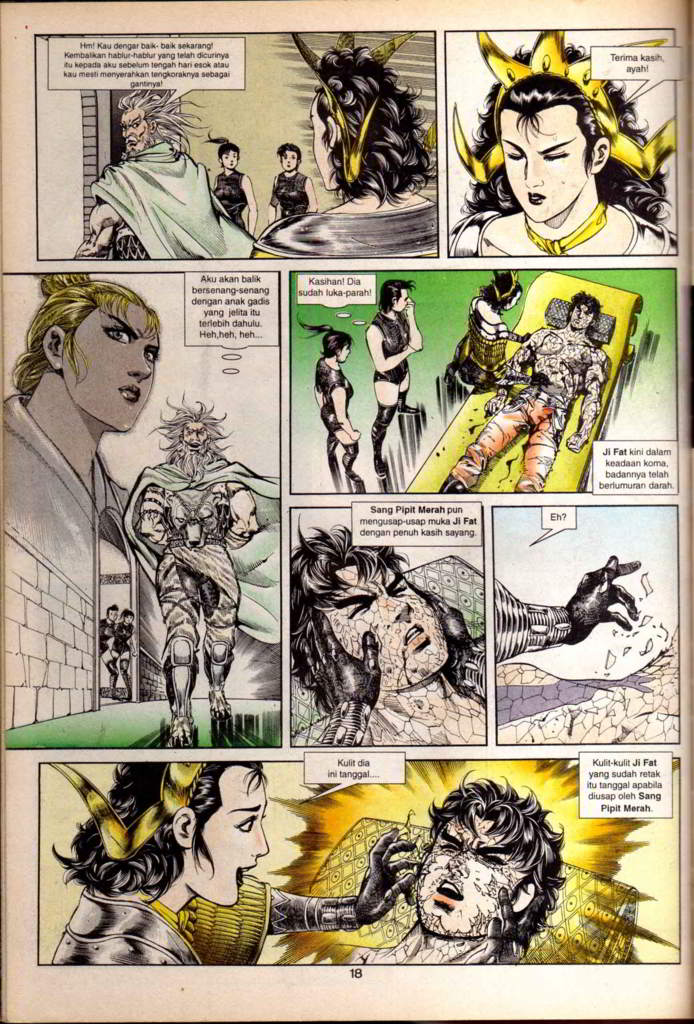 Hm! Kau dengar baik- baik sekarang!
Kembalikan hablur-hablur yang telah dicurinya
itu kepada aku sebelum tengah hari esok atau
kau mesti menyerahkan tengkoraknya sebagai
gantinya!
Terima kasih,
ayah!
Aku akan balik
bersenang-senang
dengan anak gadis
yang jelita itu
terlebih dahulu.
Heh,heh, heh...
Kasihan! Dia
sudah luka-parah!
Ji Fat kini dalam
keadaan koma,
badannya telah
berlumuran darah.
Sang Pipit Merah pun
mengusap-usap muka Ji Fat
dengan penuh kasih sayang.
Eh?
Kulit dia
ini tanggal....
Kulit-kulit Ji Fat
yang sudah retak
itu tanggal apabila
diusap oleh Sang
Pipit Merah.
18